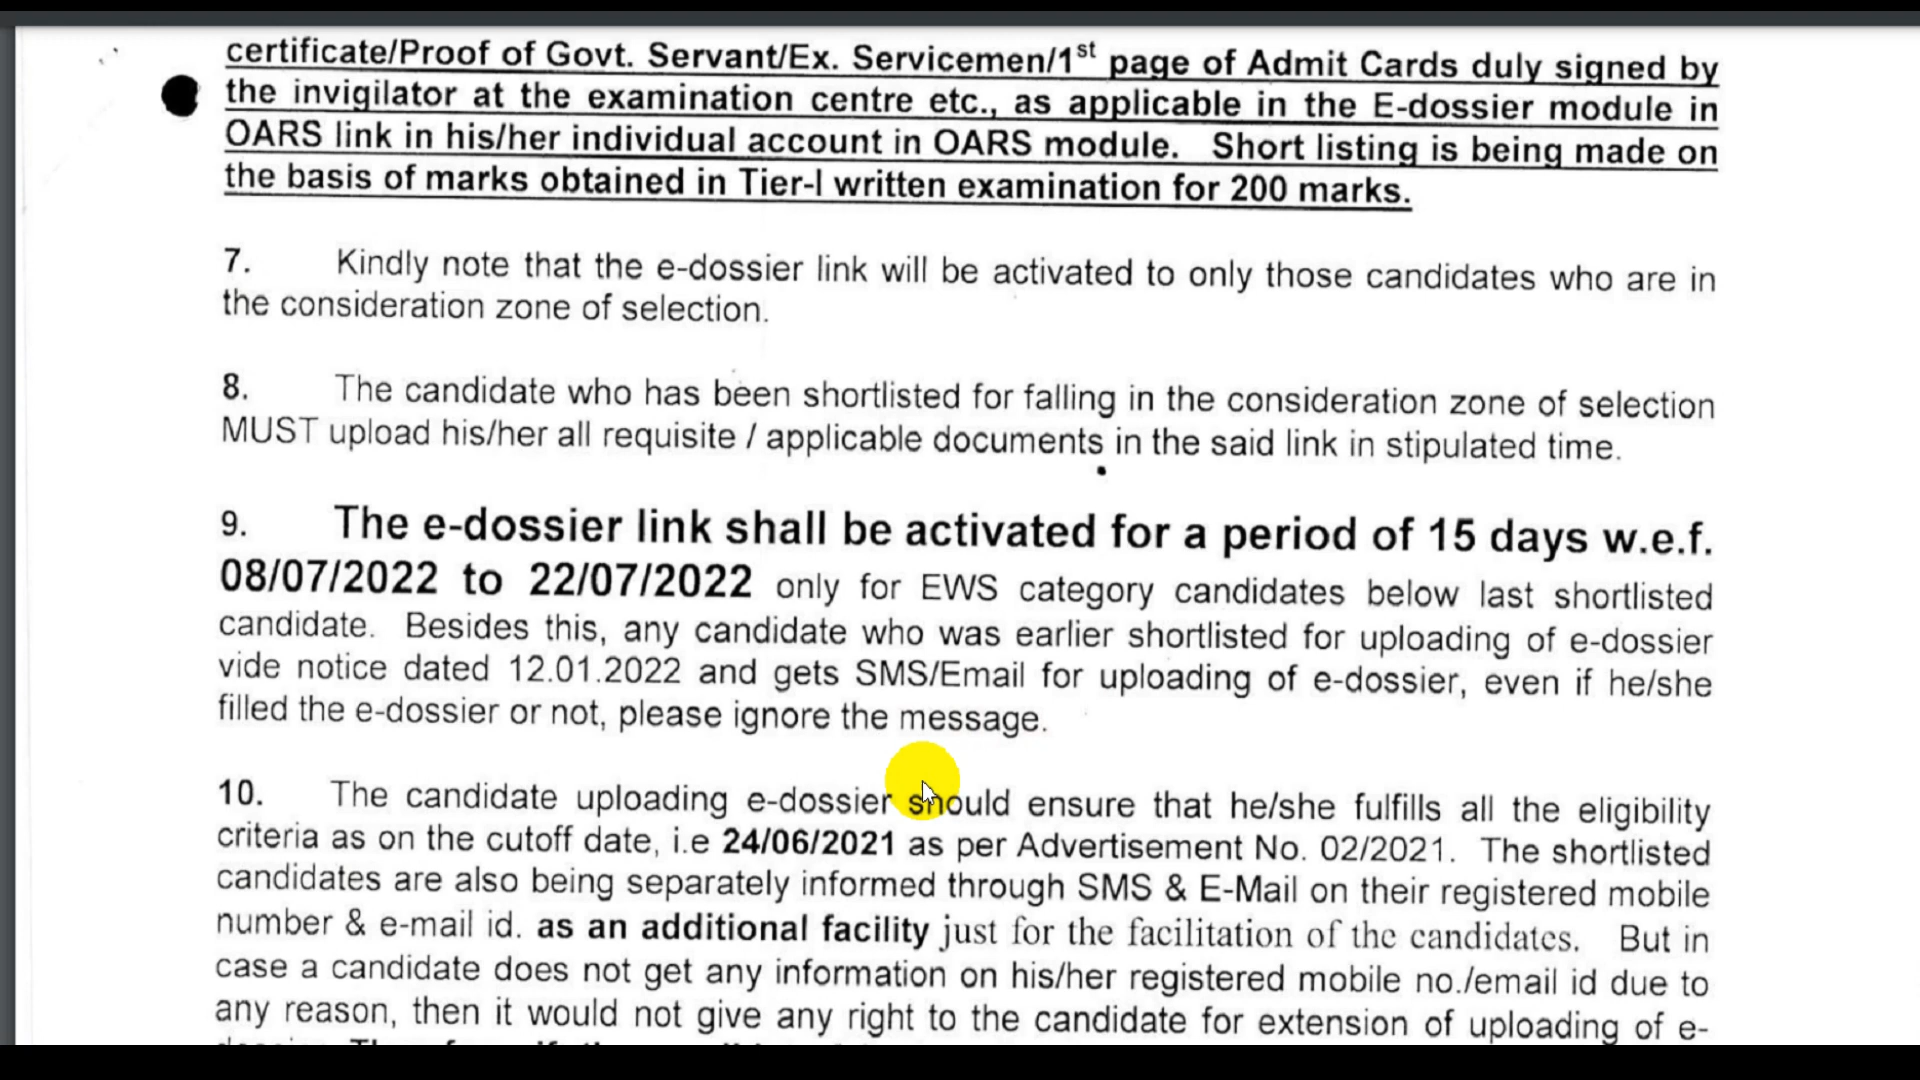 certificate/Proof of Govt. Servant/Ex. Servicemen/1st page of Admit Cards duly signed by
the invigilator at the examination centre etc., as applicable in the E-dossier module in
OARS link in his/her individual account in OARS module. Short listing is being made on
the basis of marks obtained in Tier-I written examination for 200 marks.
7. Kindly note that the e-dossier link will be activated to only those candidates who are in
the consideration zone of selection.
8. The candidate who has been shortlisted for falling in the consideration zone of selection
MUST upload his/her all requisite / applicable documents in the said link in stipulated time.
9. The e-dossier link shall be activated for a period of 15 days w.e.f.
08/07/2022 to 22/07/2022 only for EWS category candidates below last shortlisted
candidate. Besides this, any candidate who was earlier shortlisted for uploading of e-dossier
vide notice dated 12.01.2022 and gets SMS/Email for uploading of e-dossier, even if he/she
filled the e-dossier or not, please ignore the message.
10. The candidate uploading e-dossier should ensure that he/she fulfills all the eligibility
criteria as on the cutoff date, i.e 24/06/2021 as per Advertisement No. 02/2021. The shortlisted
candidates are also being separately informed through SMS & E-Mail on their registered mobile
number & e-mail id. as an additional facility just for the facilitation of the candidates. But in
case a candidate does not get any information on his/her registered mobile no./email id due to
any reason, then it would not give any right to the candidate for extension of uploading of e-